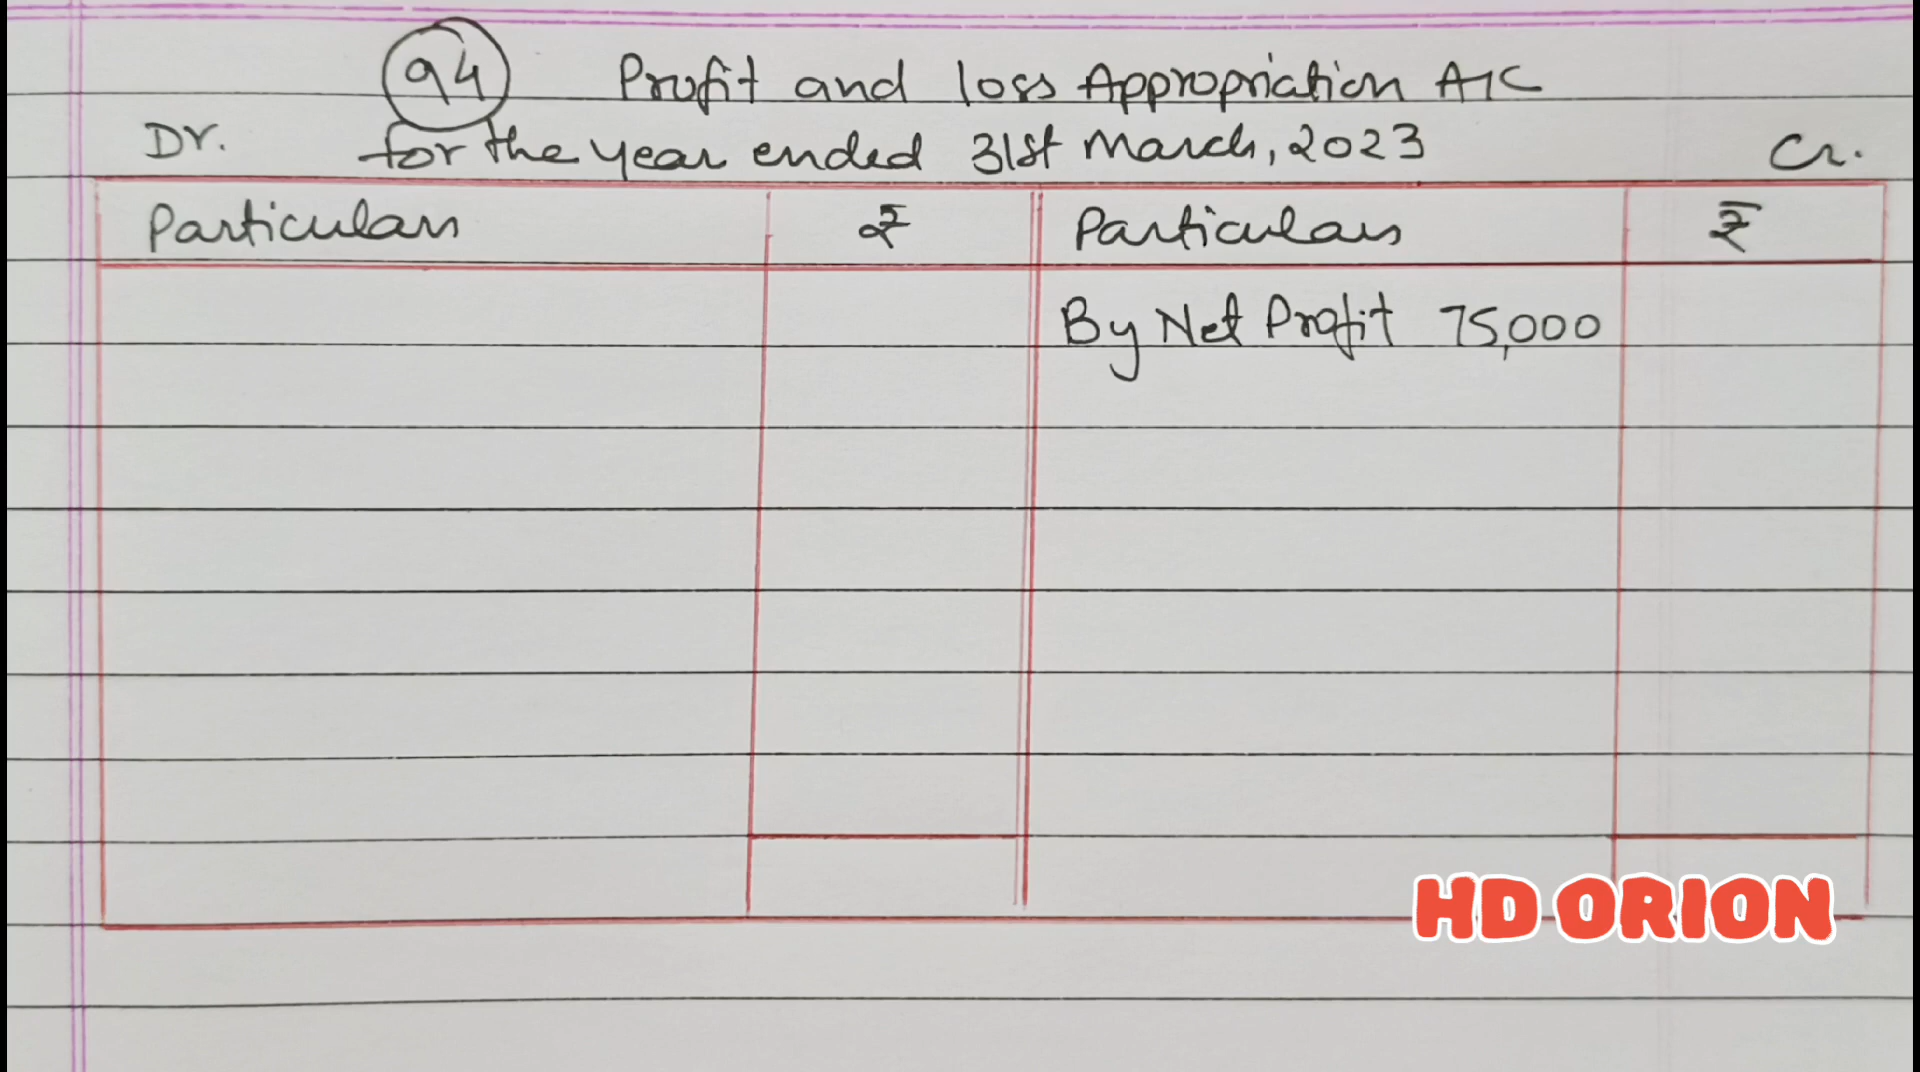 94 Profit and loss Appropriation A/C
Dr. for the year ended 31st March, 2023 Cr.
Particulars ₹ Particulars ₹
By Net Profit 75,000
HD ORION